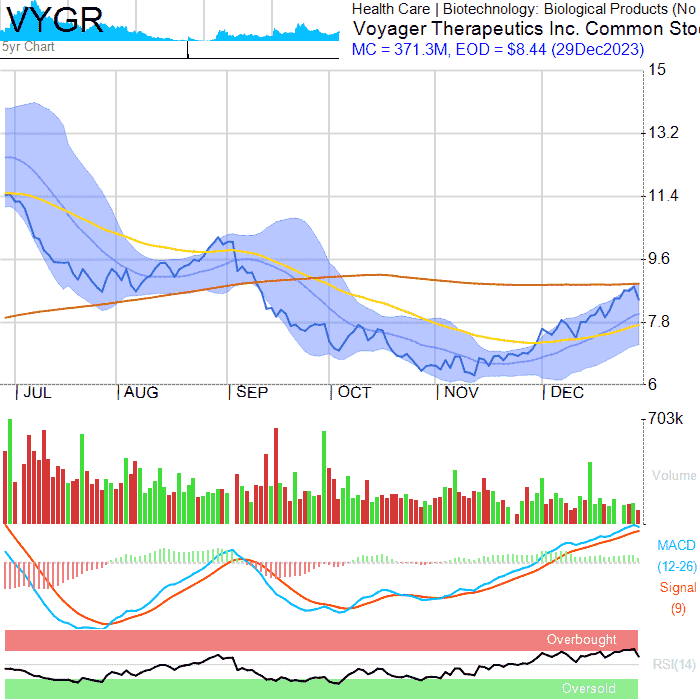 VYGR
5yr Chart
Health Care | Biotechnology: Biological Products (No
Voyager Therapeutics Inc. Common Sto
MC = 371.3M, EOD = $8.44 (29Dec2023)
15
13.2
11.4
9.6
7.8
6
JUL AUG SEP OCT NOV DEC
703k
Volume
MACD
(12-26)
Signal
(9)
Overbought
RSI(14)
Oversold